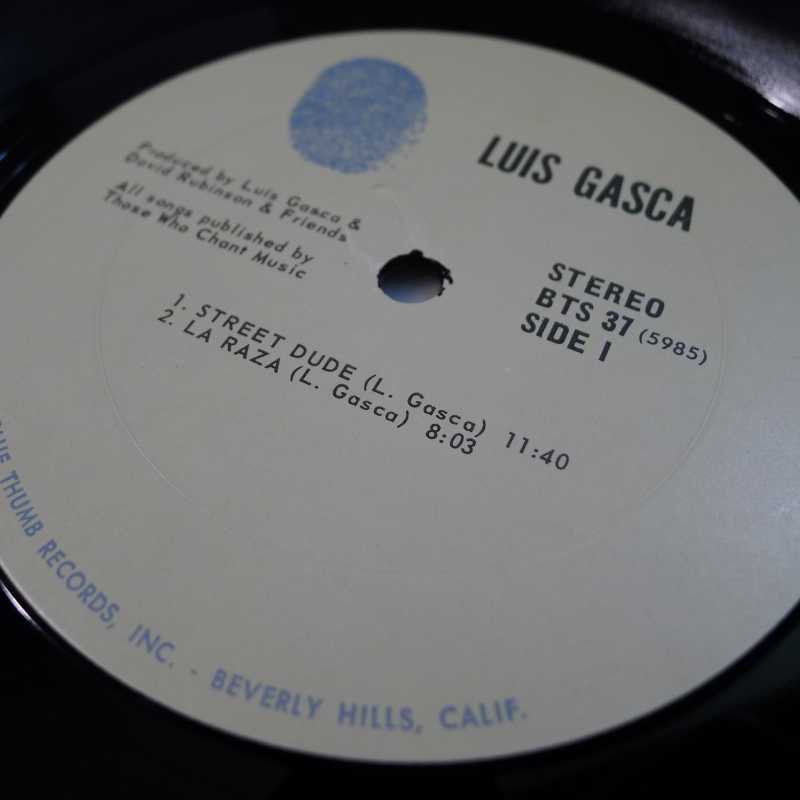 LUIS GASCA
Produced by Luis Gasca &
David Rubinson & Friends
All songs published by
Those Who Chant Music
STEREO
BTS 37 (5985)
SIDE I
1. STREET DUDE (L. Gasca) 11:40
2. LA RAZA (L. Gasca) 8:03
THUMB RECORDS, INC. · BEVERLY HILLS, CALIF.